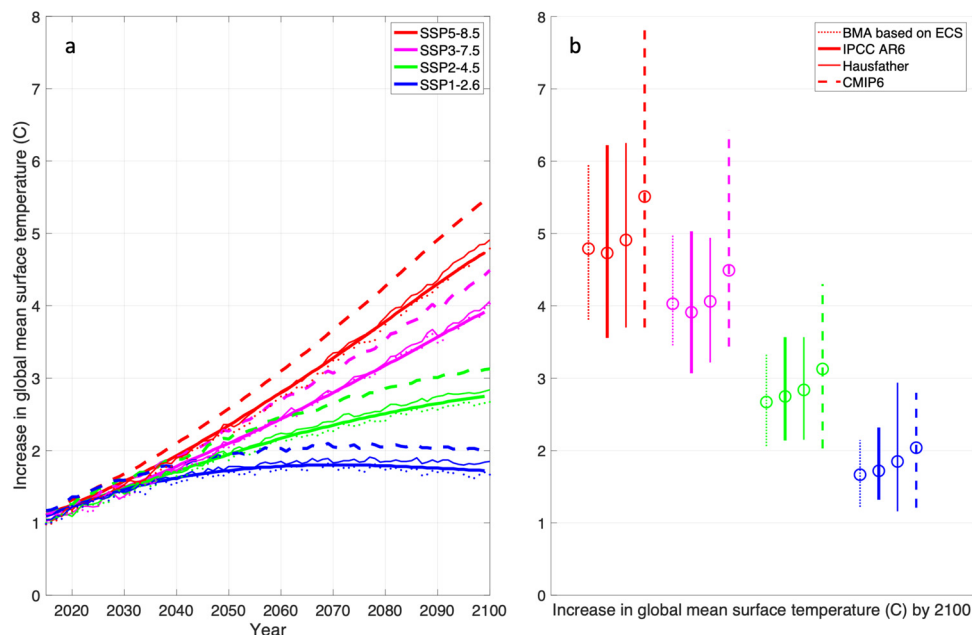 a
SSP5-8.5
SSP3-7.5
SSP2-4.5
SSP1-2.6
8
7
6
5
4
3
2
1
0
Increase in global mean surface temperature (C)
2020 2030 2040 2050 2060 2070 2080 2090 2100
Year
b
BMA based on ECS
IPCC AR6
Hausfather
CMIP6
8
7
6
5
4
3
2
1
0
Increase in global mean surface temperature (C) by 2100